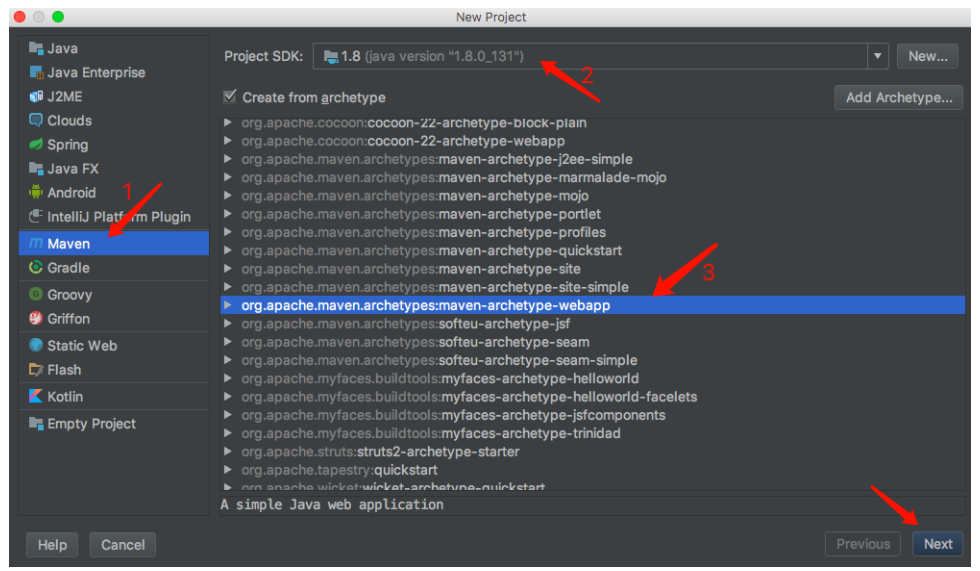 New Project
Java
Java Enterprise
J2ME
Clouds
Spring
Java FX
Android
IntelliJ Platform Plugin
Maven
Gradle
Groovy
Griffon
Static Web
Flash
Kotlin
Empty Project
1
Project SDK: 1.8 (java version "1.8.0_131") New...
2
Create from archetype Add Archetype...
org.apache.cocoon:cocoon-22-archetype-block-plain
org.apache.cocoon:cocoon-22-archetype-webapp
org.apache.maven.archetypes:maven-archetype-j2ee-simple
org.apache.maven.archetypes:maven-archetype-marmalade-mojo
org.apache.maven.archetypes:maven-archetype-mojo
org.apache.maven.archetypes:maven-archetype-portlet
org.apache.maven.archetypes:maven-archetype-profiles
org.apache.maven.archetypes:maven-archetype-quickstart
org.apache.maven.archetypes:maven-archetype-site
org.apache.maven.archetypes:maven-archetype-site-simple
3
org.apache.maven.archetypes:maven-archetype-webapp
org.apache.maven.archetypes:softeu-archetype-jsf
org.apache.maven.archetypes:softeu-archetype-seam
org.apache.maven.archetypes:softeu-archetype-seam-simple
org.apache.myfaces.buildtools:myfaces-archetype-helloworld
org.apache.myfaces.buildtools:myfaces-archetype-helloworld-facelets
org.apache.myfaces.buildtools:myfaces-archetype-jsfcomponents
org.apache.myfaces.buildtools:myfaces-archetype-trinidad
org.apache.struts:struts2-archetype-starter
org.apache.tapestry:quickstart
org.apache.wicket:wicket-archetype-quickstart
A simple Java web application
Help Cancel Previous Next